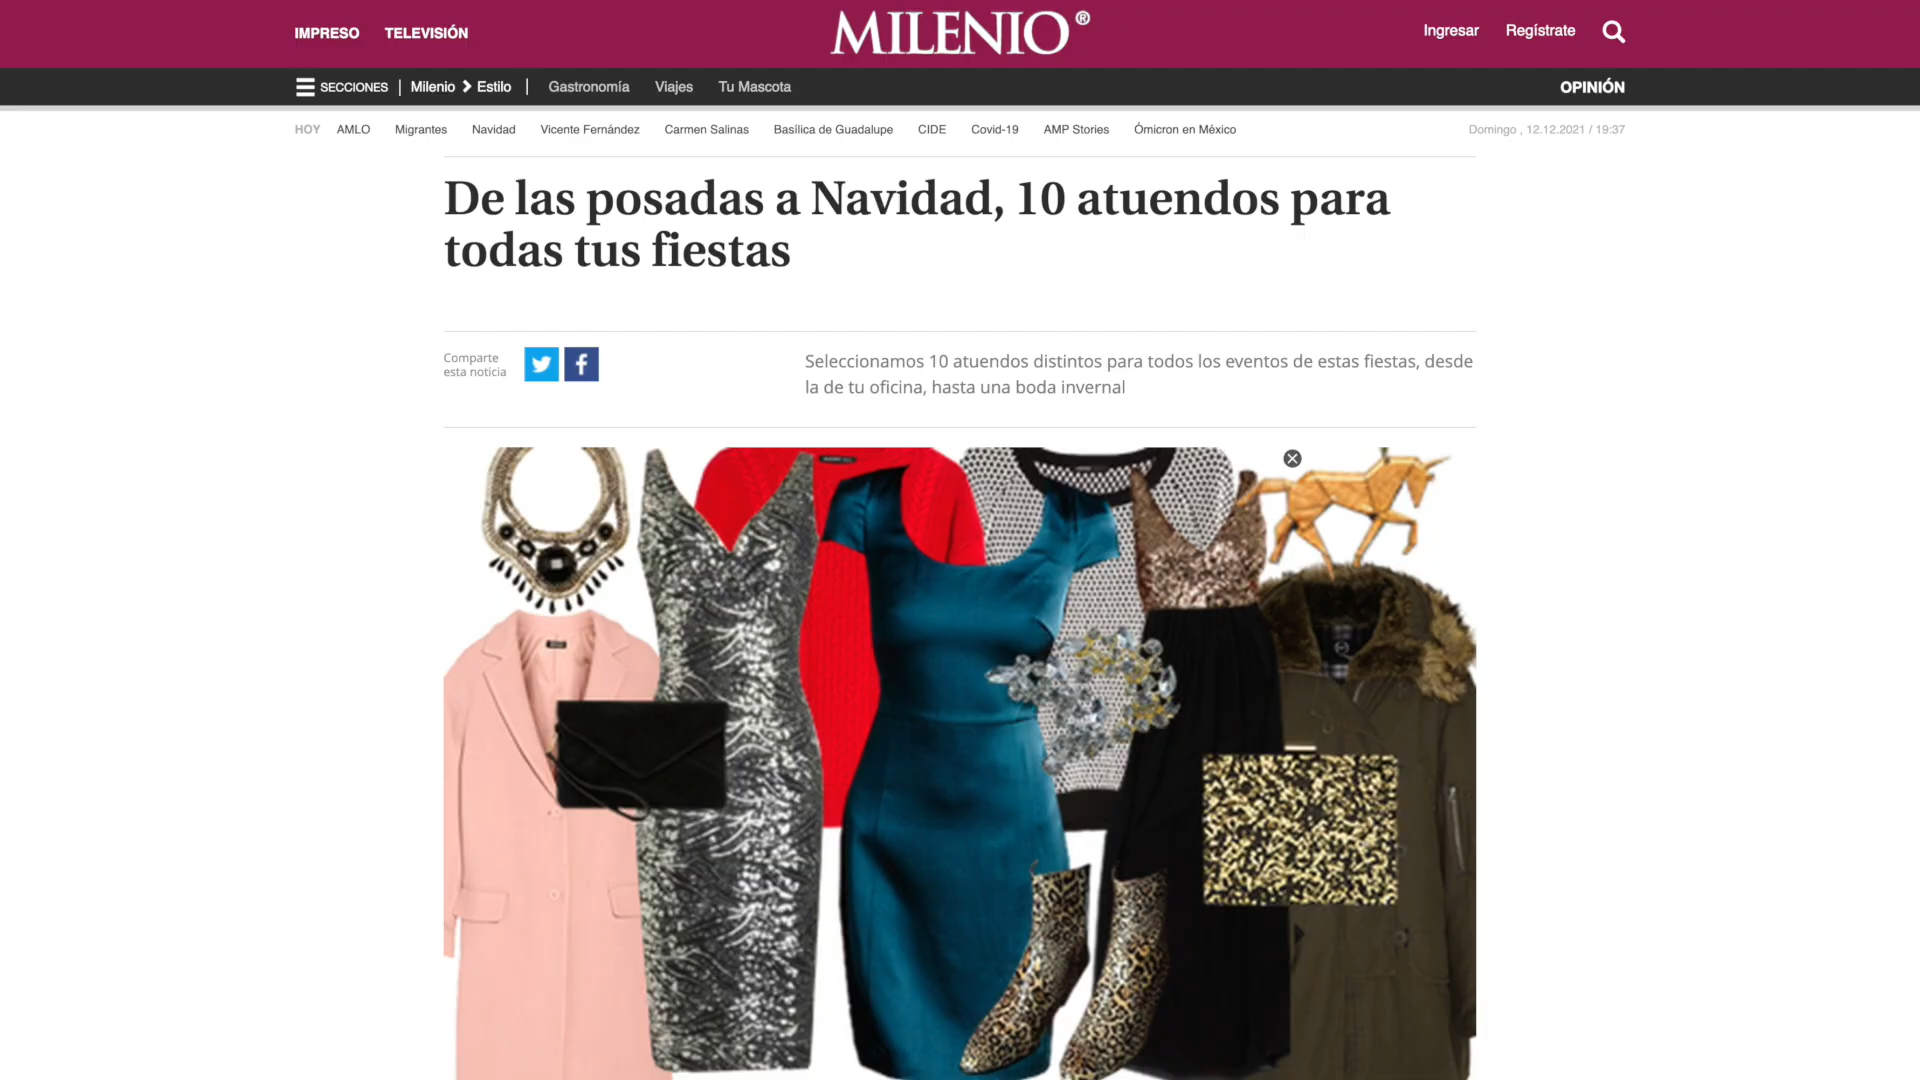 IMPRESO TELEVISIÓN MILENIO® Ingresar Regístrate
SECCIONES | Milenio > Estilo | Gastronomía Viajes Tu Mascota OPINIÓN
HOY AMLO Migrantes Navidad Vicente Fernández Carmen Salinas Basílica de Guadalupe CIDE Covid-19 AMP Stories Ómicron en México Domingo , 12.12.2021 / 19:37
De las posadas a Navidad, 10 atuendos para
todas tus fiestas
Comparte
esta noticia
Seleccionamos 10 atuendos distintos para todos los eventos de estas fiestas, desde
la de tu oficina, hasta una boda invernal